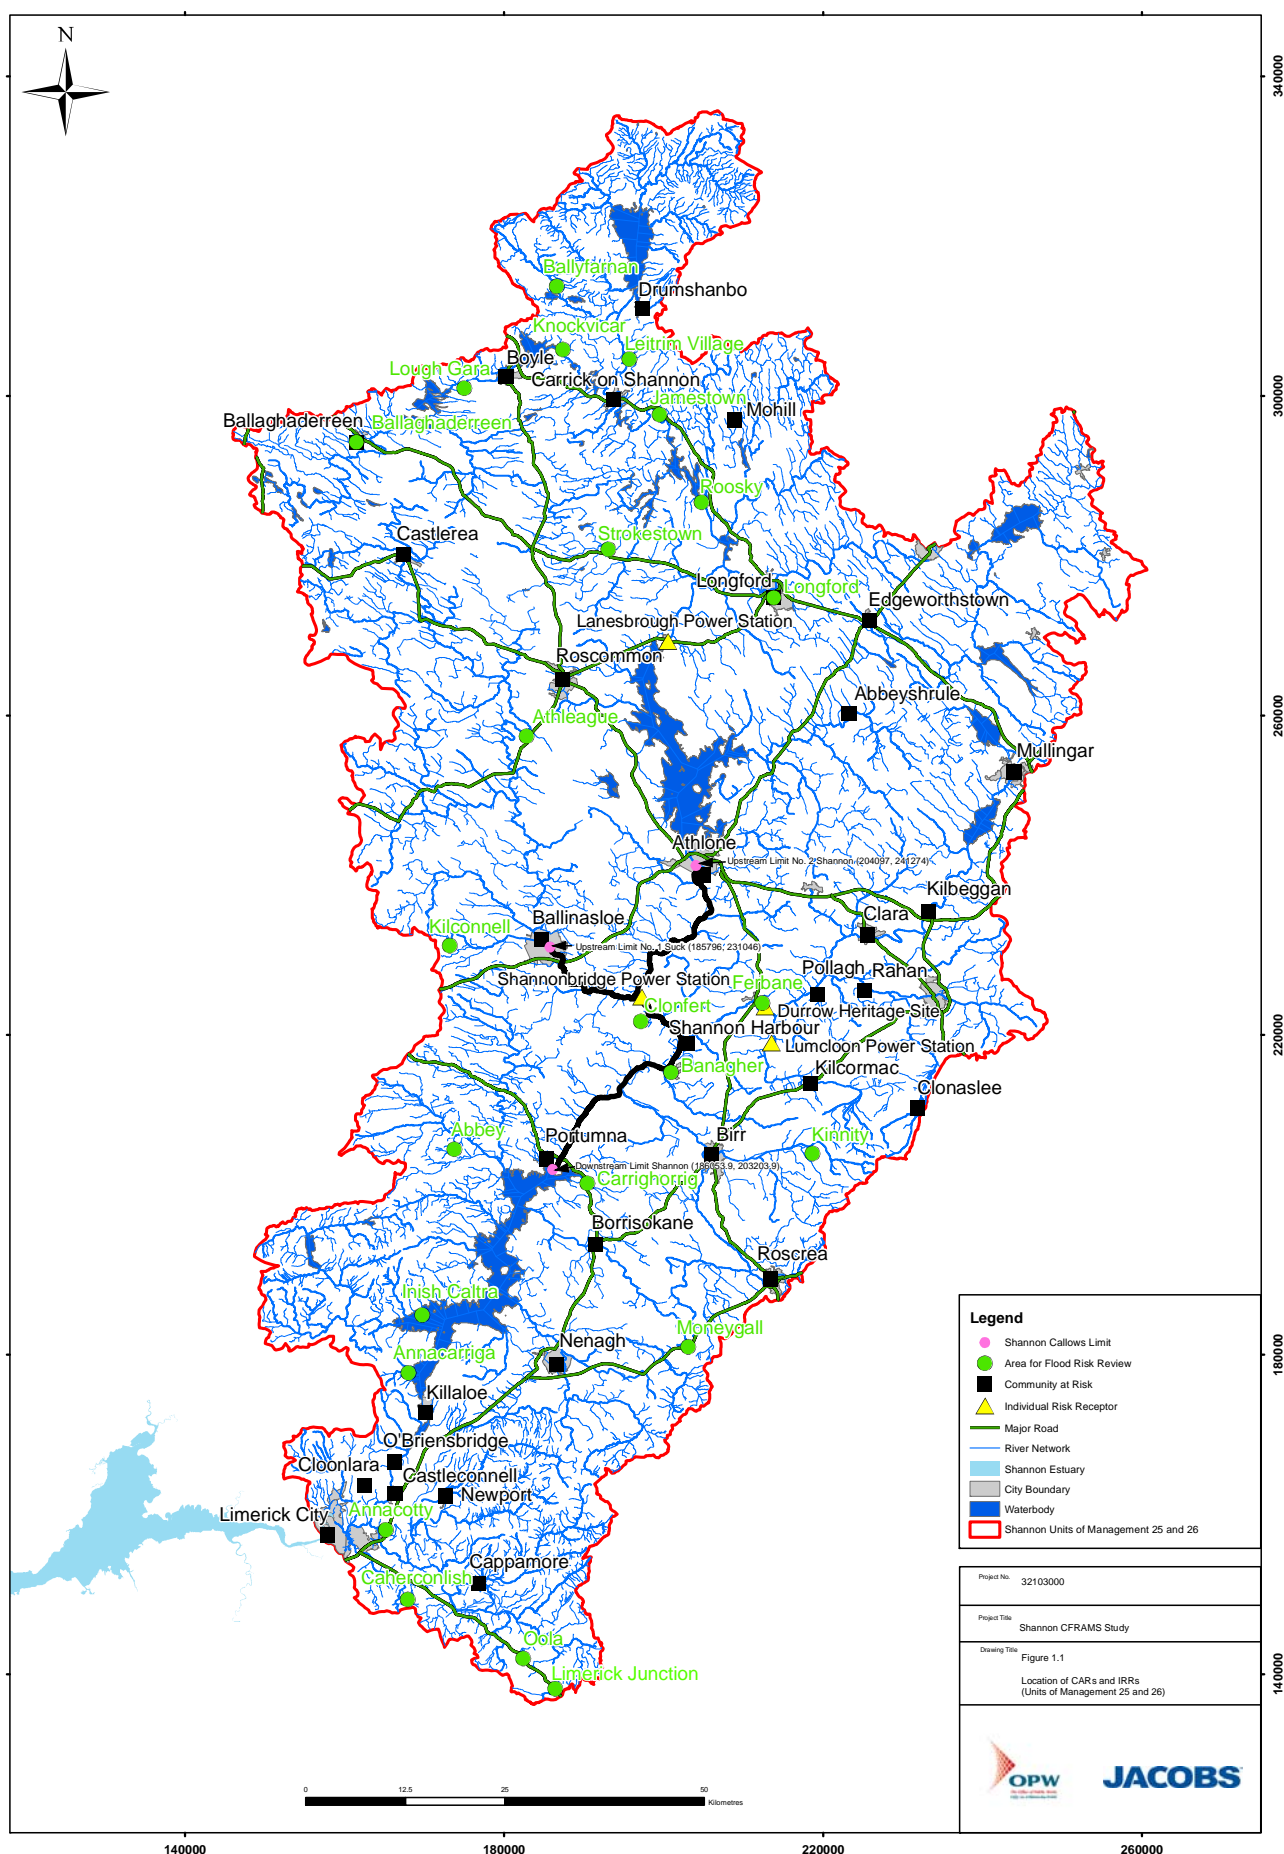 N
340000
300000
260000
220000
180000
140000
Ballyfarnan
Drumshanbo
Knockvicar
Leitrim Village
Boyle
Lough Gara
Carrick on Shannon
Jamestown
Mohill
Ballaghaderreen
Ballaghaderreen
Roosky
Castlerea
Strokestown
Longford
Longford
Edgeworthstown
Lanesbrough Power Station
Roscommon
Abbeyshrule
Athleague
Mullingar
Athlone
Upstream Limit No. 2 Shannon (204097, 241274)
Kilbeggan
Ballinasloe
Clara
Kilconnell
Upstream Limit No. 1 Suck (185796, 231046)
Shannonbridge Power Station
Pollagh
Rahan
Ferbane
Clonfert
Durrow Heritage Site
Shannon Harbour
Lumcloon Power Station
Banagher
Kilcormac
Clonaslee
Abbey
Portumna
Birr
Kinnity
Downstream Limit Shannon (186053.9, 203203.9)
Carrighorrig
Borrisokane
Roscrea
Inish Caltra
Moneygall
Nenagh
Annacarriga
Killaloe
O'Briensbridge
Cloonlara
Castleconnell
Newport
Limerick City
Annacotty
Cappamore
Caherconlish
Oola
Limerick Junction
Legend
Shannon Callows Limit
Area for Flood Risk Review
Community at Risk
Individual Risk Receptor
Major Road
River Network
Shannon Estuary
City Boundary
Waterbody
Shannon Units of Management 25 and 26
Project No. 32103000
Project Title
Shannon CFRAMS Study
Drawing Title
Figure 1.1
Location of CARs and IRRs
(Units of Management 25 and 26)
OPW
JACOBS
0 12.5 25 50
Kilometres
140000 180000 220000 260000